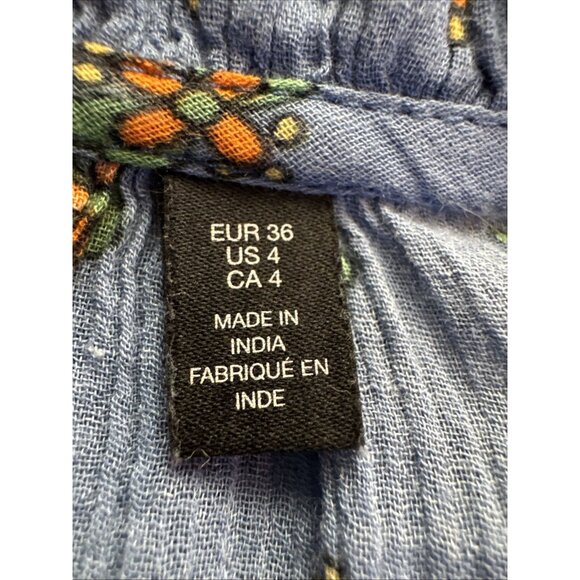 EUR 36
US 4
CA 4
MADE IN
INDIA
FABRIQUÉ EN
INDE